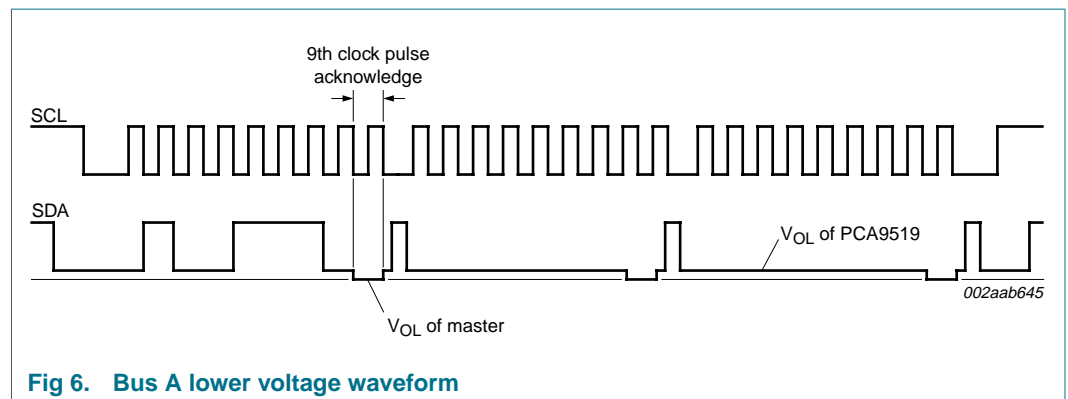 9th clock pulse
acknowledge
SCL
SDA
VOL of PCA9519
002aab645
VOL of master
Fig 6. Bus A lower voltage waveform